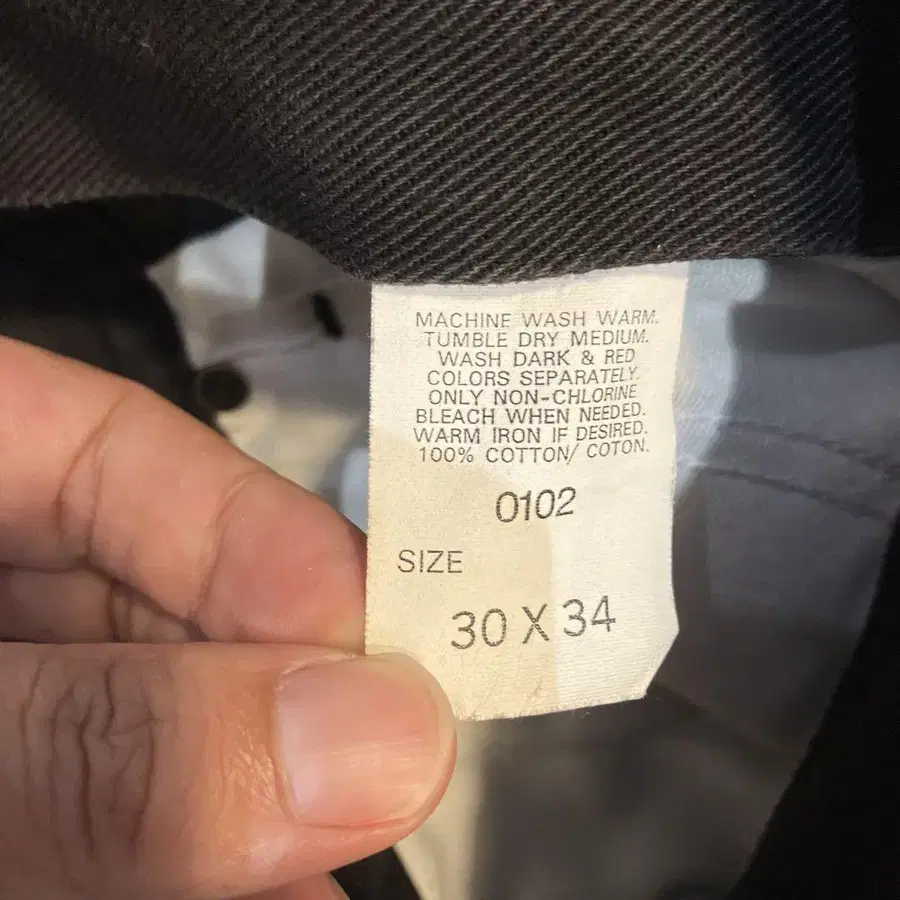 MACHINE WASH WARM.
TUMBLE DRY MEDIUM.
WASH DARK & RED
COLORS SEPARATELY.
ONLY NON-CHLORINE
BLEACH WHEN NEEDED.
WARM IRON IF DESIRED.
100% COTTON/ COTON.
0102
SIZE
30 X 34